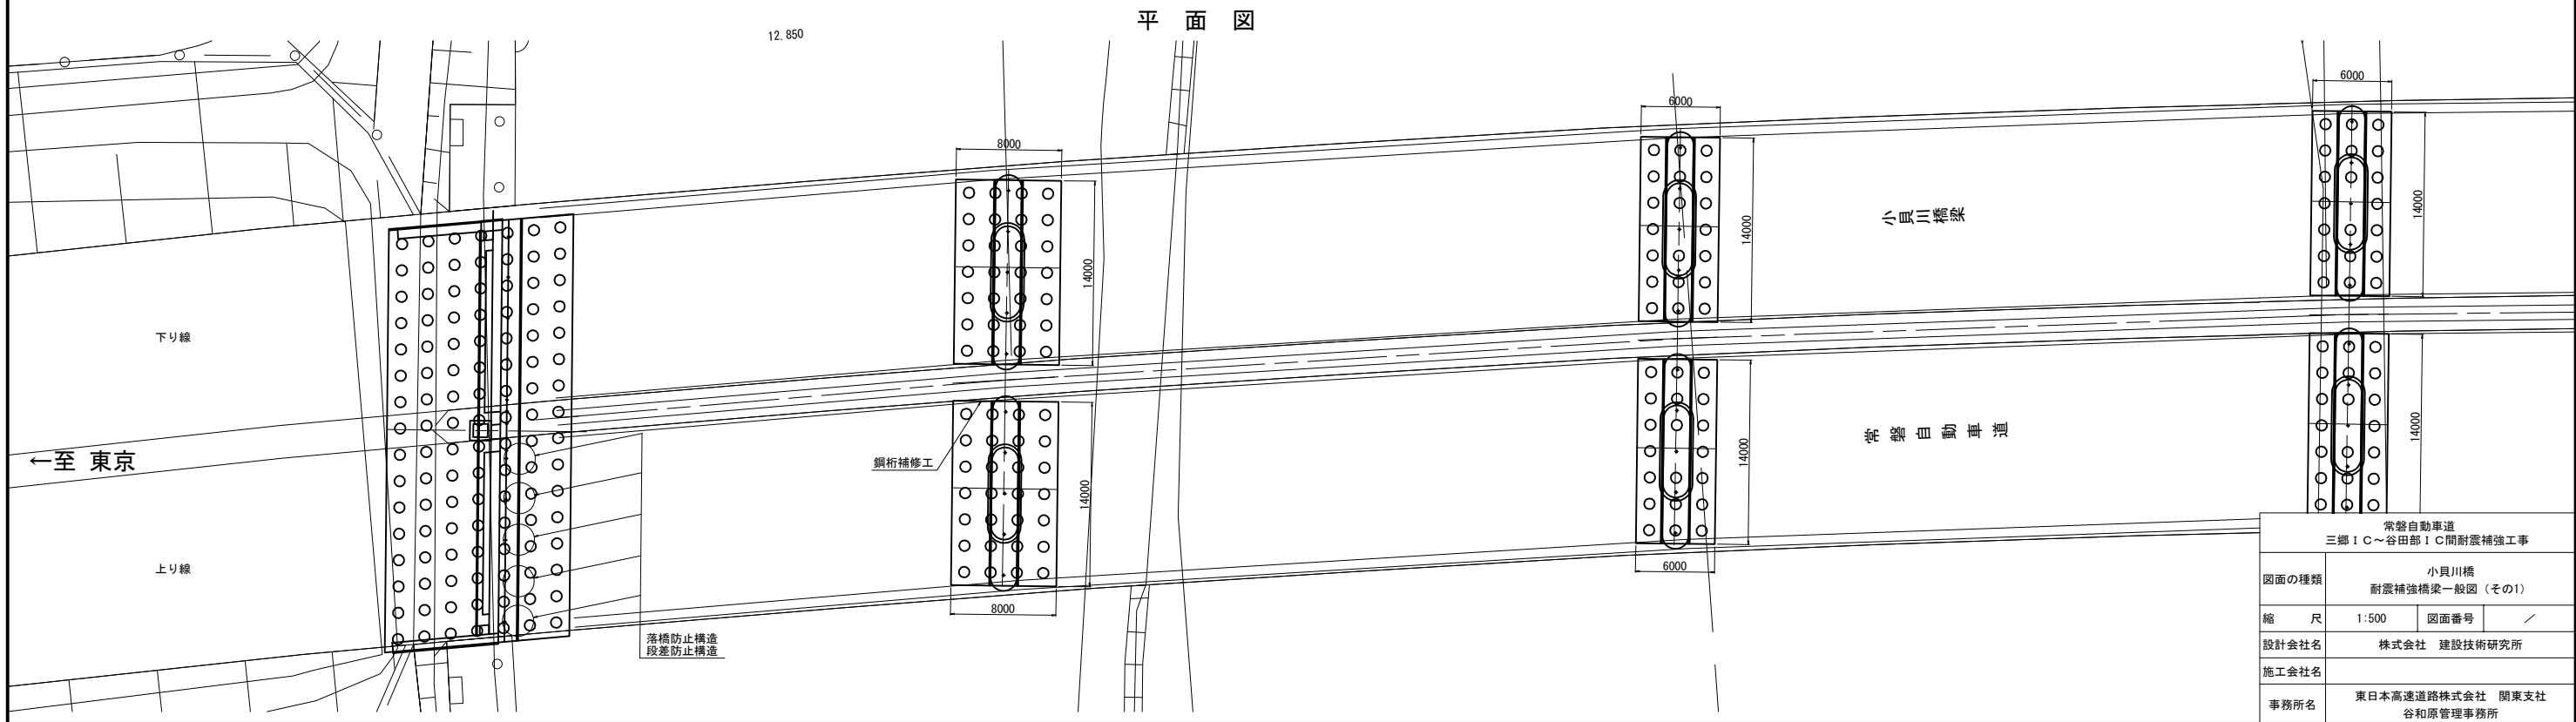 平 面 図
12.850
6000
6000
8000
14000
14000
14000
小貝川橋梁
下り線
常 磐 自 動 車 道
←至 東京
鋼桁補修工
14000
14000
14000
上り線
6000
8000
落橋防止構造
段差防止構造
常磐自動車道
三郷IC～谷田部IC間耐震補強工事
図面の種類 小貝川橋
耐震補強橋梁一般図（その1）
縮 尺 1:500 図面番号 ／
設計会社名 株式会社 建設技術研究所
施工会社名
事務所名 東日本高速道路株式会社 関東支社
谷和原管理事務所